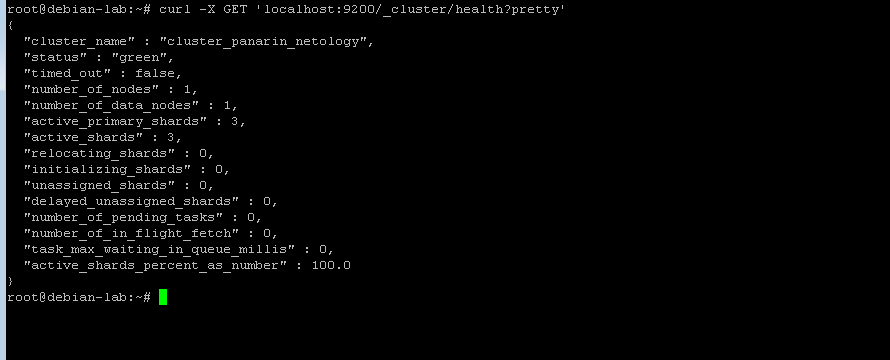 root@debian-lab:~# curl -X GET 'localhost:9200/_cluster/health?pretty'
{
  "cluster_name" : "cluster_panarin_netology",
  "status" : "green",
  "timed_out" : false,
  "number_of_nodes" : 1,
  "number_of_data_nodes" : 1,
  "active_primary_shards" : 3,
  "active_shards" : 3,
  "relocating_shards" : 0,
  "initializing_shards" : 0,
  "unassigned_shards" : 0,
  "delayed_unassigned_shards" : 0,
  "number_of_pending_tasks" : 0,
  "number_of_in_flight_fetch" : 0,
  "task_max_waiting_in_queue_millis" : 0,
  "active_shards_percent_as_number" : 100.0
}
root@debian-lab:~#